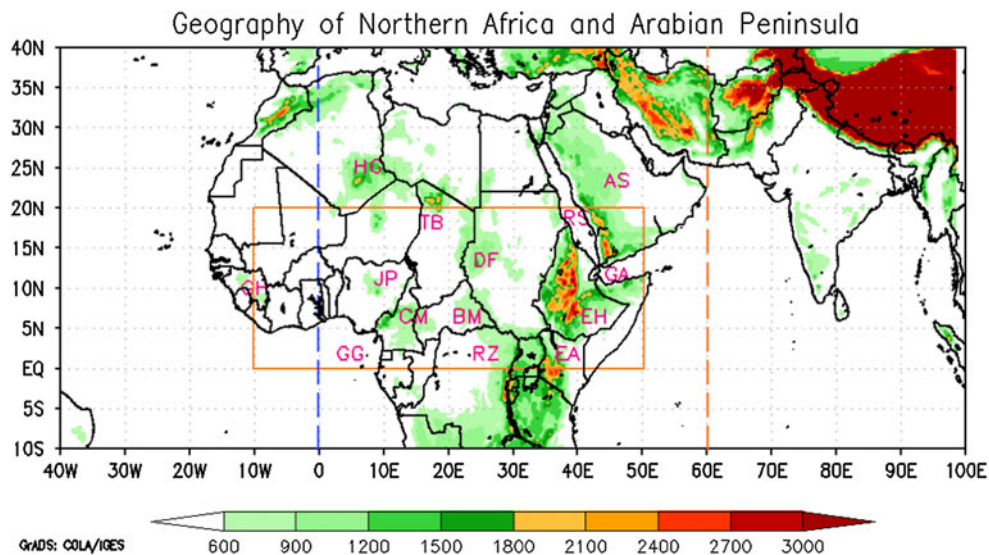 Geography of Northern Africa and Arabian Peninsula
40N
35N
30N
25N
20N
15N
10N
5N
EQ
5S
10S
HG
AS
TB
RS
DF
GA
JP
GH
CM
BM
EH
GG
RZ
EA
40W 30W 20W 10W 0 10E 20E 30E 40E 50E 60E 70E 80E 90E 100E
600 900 1200 1500 1800 2100 2400 2700 3000
GrADS: COLA/IGES